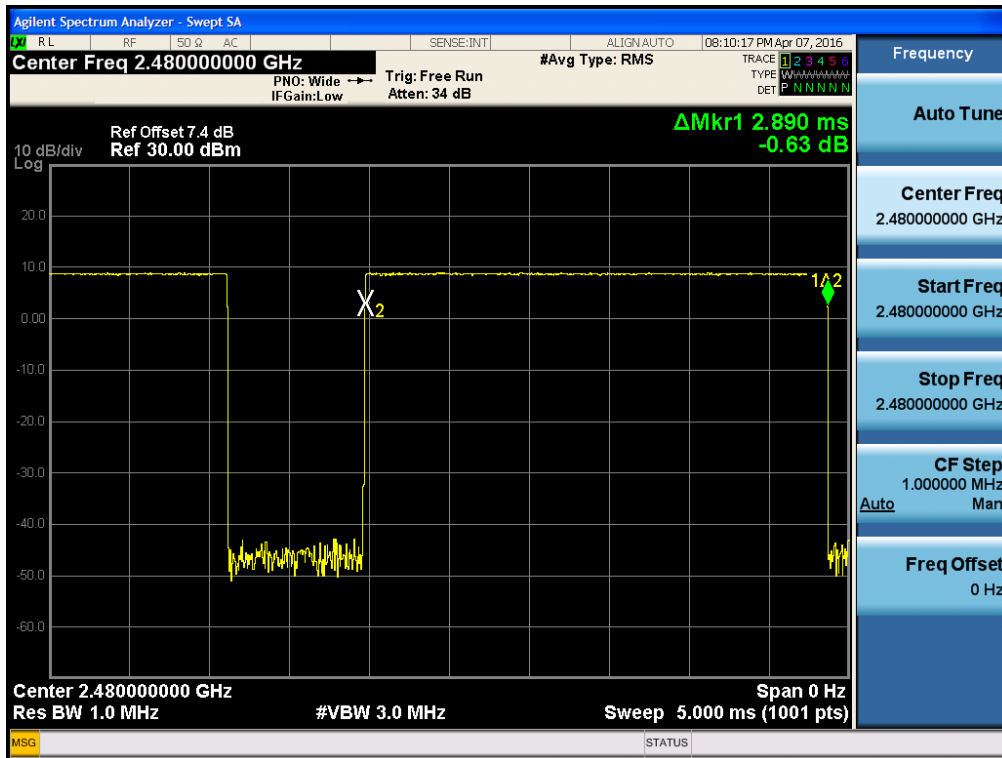 Agilent Spectrum Analyzer - Swept SA
LXI RL RF 50 Ω AC SENSE:INT ALIGN AUTO 08:10:17 PM Apr 07, 2016
Center Freq 2.480000000 GHz
PNO: Wide
IFGain:Low
Trig: Free Run
Atten: 34 dB
#Avg Type: RMS
TRACE 1 2 3 4 5 6
TYPE W
DET P N N N N N
ΔMkr1 2.890 ms
-0.63 dB
Ref Offset 7.4 dB
10 dB/div Ref 30.00 dBm
Log
20.0
10.0
0.00
-10.0
-20.0
-30.0
-40.0
-50.0
-60.0
1Δ2
X2
Center 2.480000000 GHz Span 0 Hz
Res BW 1.0 MHz #VBW 3.0 MHz Sweep 5.000 ms (1001 pts)
MSG STATUS
Frequency
Auto Tune
Center Freq
2.480000000 GHz
Start Freq
2.480000000 GHz
Stop Freq
2.480000000 GHz
CF Step
1.000000 MHz
Auto Man
Freq Offset
0 Hz